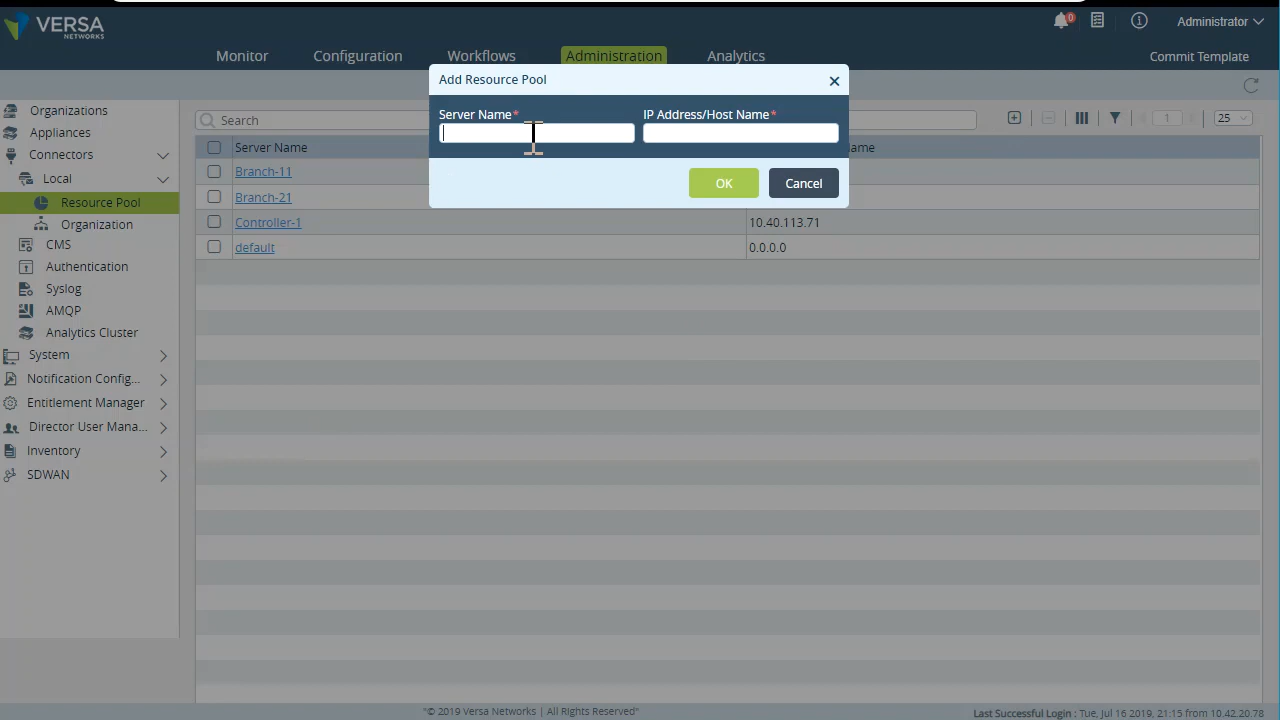 VERSA
NETWORKS
0
Administrator
Monitor
Configuration
Workflows
Administration
Analytics
Commit Template
Add Resource Pool
Server Name*
IP Address/Host Name*
OK
Cancel
Organizations
Appliances
Connectors
Local
Resource Pool
Organization
CMS
Authentication
Syslog
AMQP
Analytics Cluster
System
Notification Config...
Entitlement Manager
Director User Mana...
Inventory
SDWAN
Search
1
25
Server Name
ame
Branch-11
Branch-21
Controller-1
10.40.113.71
default
0.0.0.0
"© 2019 Versa Networks | All Rights Reserved"
Last Successful Login : Tue, Jul 16 2019, 21:15 from 10.42.20.78